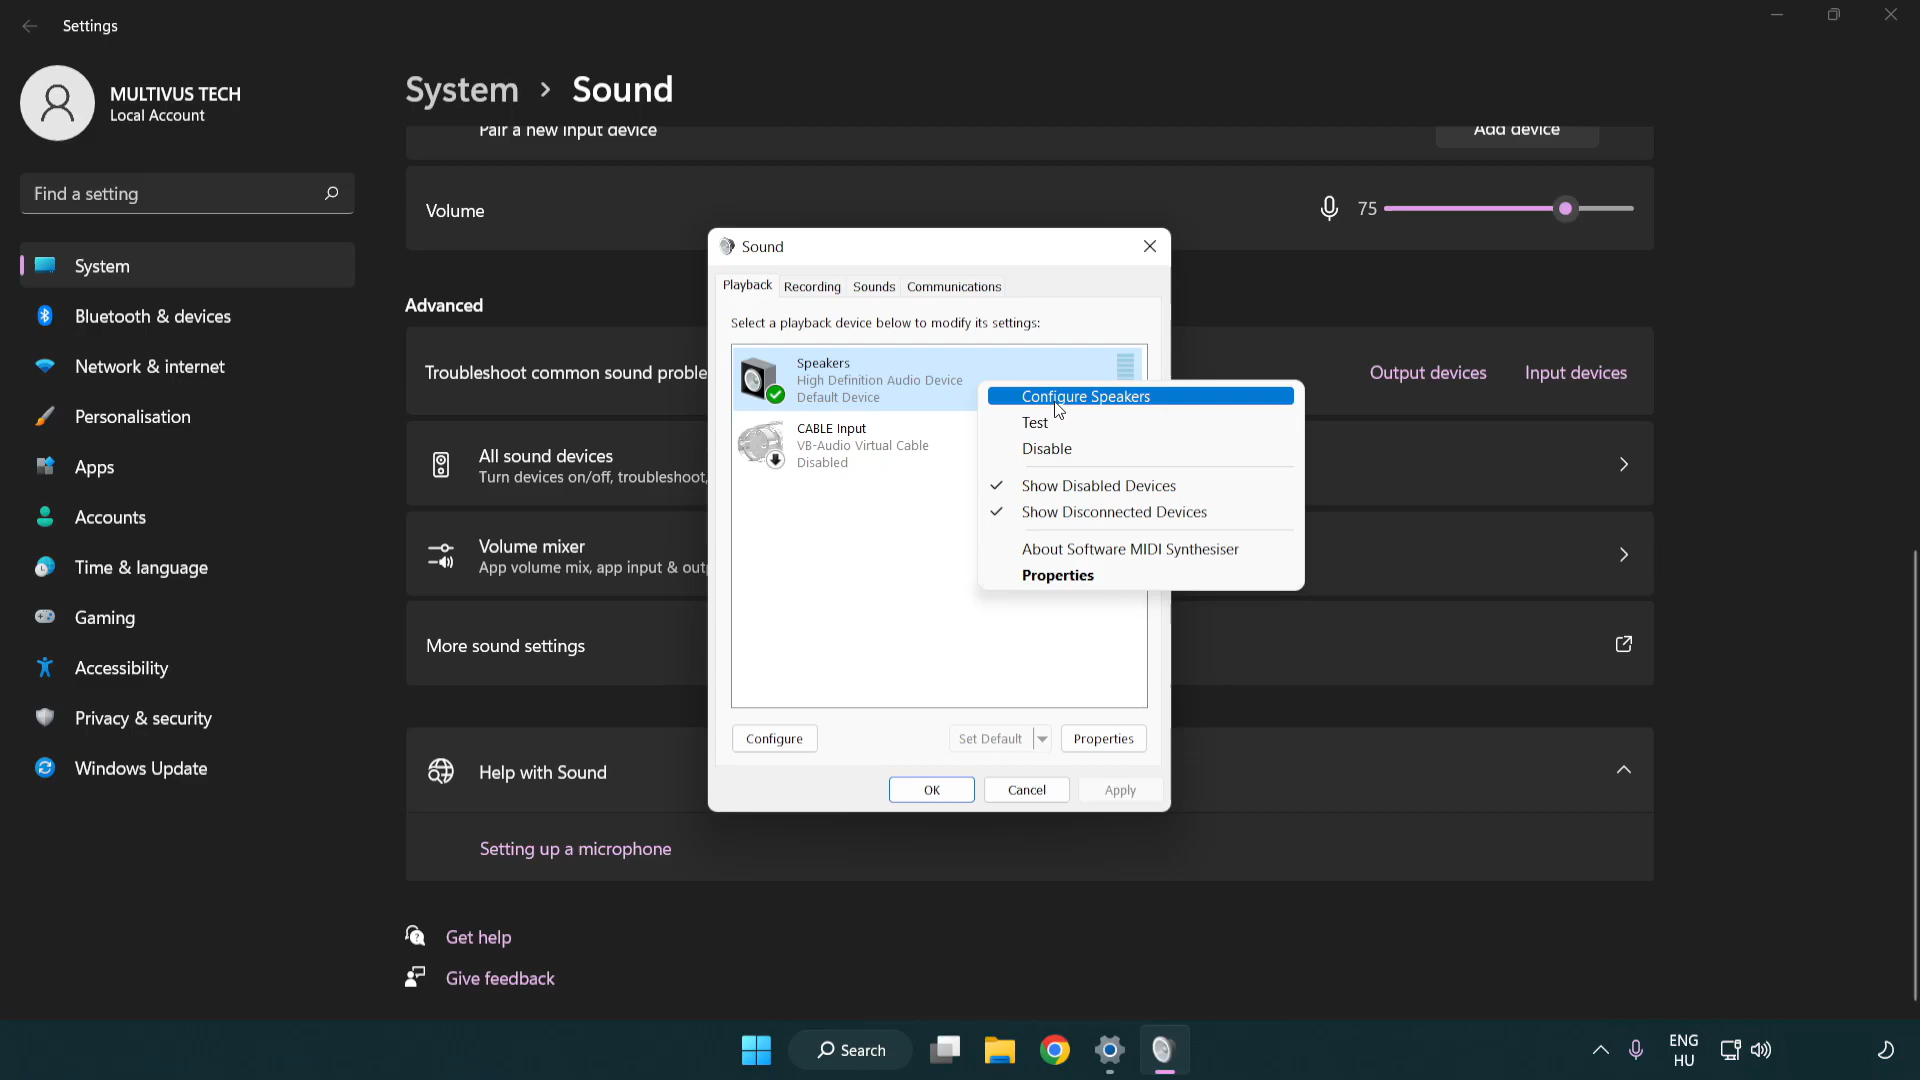 Settings
MULTIVUS TECH
Local Account
Find a setting
System
Bluetooth & devices
Network & internet
Personalisation
Apps
Accounts
Time & language
Gaming
Accessibility
Privacy & security
Windows Update
System > Sound
Pair a new input device
Add device
Volume
75
Advanced
Troubleshoot common sound proble
Output devices
Input devices
All sound devices
Turn devices on/off, troubleshoot,
Volume mixer
App volume mix, app input & outp
More sound settings
Help with Sound
Setting up a microphone
Get help
Give feedback
Sound
Playback Recording Sounds Communications
Select a playback device below to modify its settings:
Speakers
High Definition Audio Device
Default Device
CABLE Input
VB-Audio Virtual Cable
Disabled
Configure Speakers
Test
Disable
Show Disabled Devices
Show Disconnected Devices
About Software MIDI Synthesiser
Properties
Configure
Set Default
Properties
OK
Cancel
Apply
Search
ENG
HU